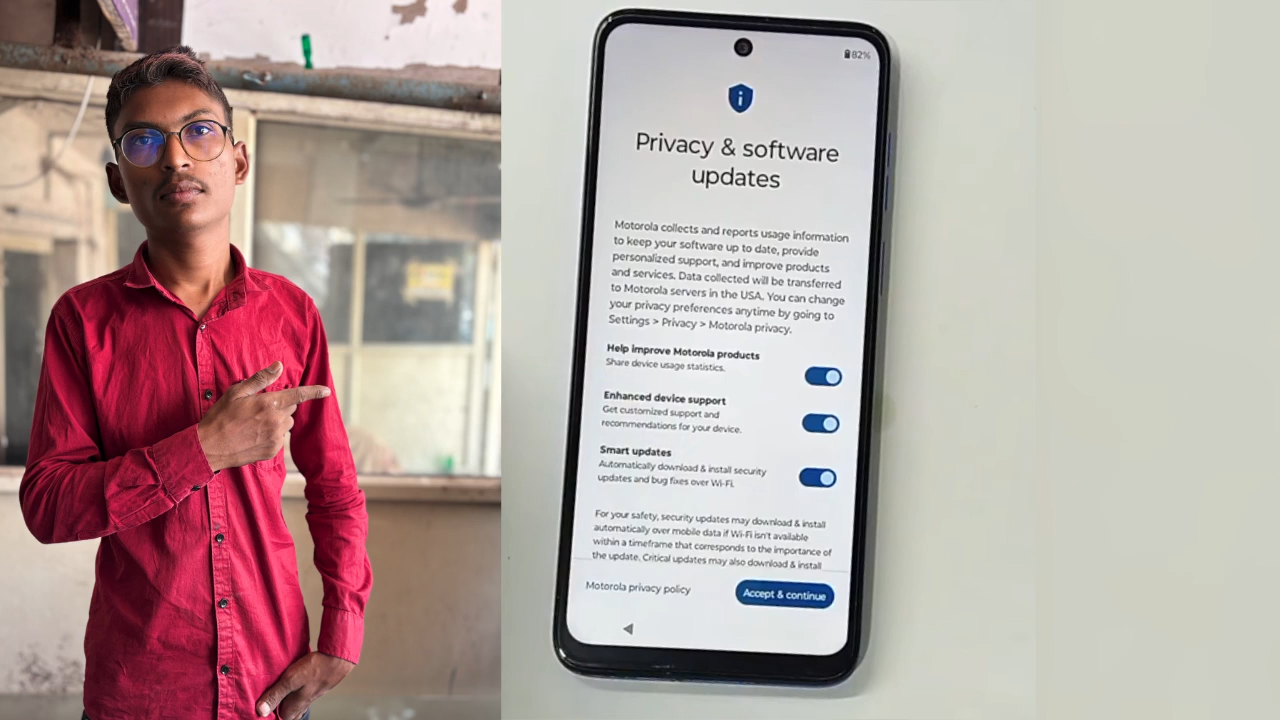 82%
Privacy & software
updates
Motorola collects and reports usage information
to keep your software up to date, provide
personalized support, and improve products
and services. Data collected will be transferred
to Motorola servers in the USA. You can change
your privacy preferences anytime by going to
Settings > Privacy > Motorola privacy.
Help improve Motorola products
Share device usage statistics.
Enhanced device support
Get customized support and
recommendations for your device.
Smart updates
Automatically download & install security
updates and bug fixes over Wi-Fi.
For your safety, security updates may download & install
automatically over mobile data if Wi-Fi isn't available
within a timeframe that corresponds to the importance of
the update. Critical updates may also download & install
Motorola privacy policy
Accept & continue